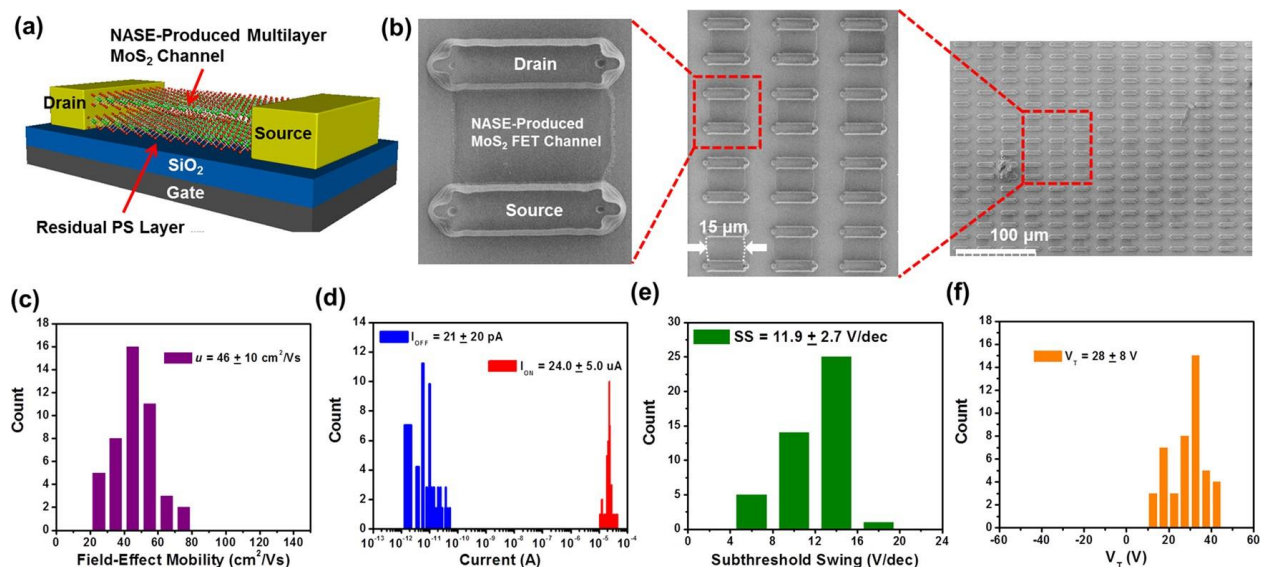 (a)
NASE-Produced Multilayer
MoS₂ Channel
Drain
Source
SiO₂
Gate
Residual PS Layer
(b)
Drain
NASE-Produced
MoS₂ FET Channel
Source
15 μm
100 μm
(c)
18
16
14
12
10
8
6
4
2
0
Count
u = 46 ± 10 cm²/Vs
0 20 40 60 80 100 120 140
Field-Effect Mobility (cm²/Vs)
(d)
14
12
10
8
6
4
2
0
Count
I_OFF = 21 ± 20 pA
I_ON = 24.0 ± 5.0 uA
10⁻¹³ 10⁻¹² 10⁻¹¹ 10⁻¹⁰ 10⁻⁹ 10⁻⁸ 10⁻⁷ 10⁻⁶ 10⁻⁵ 10⁻⁴
Current (A)
(e)
30
25
20
15
10
5
0
Count
SS = 11.9 ± 2.7 V/dec
0 4 8 12 16 20 24
Subthreshold Swing (V/dec)
(f)
18
16
14
12
10
8
6
4
2
0
Count
V_T = 28 ± 8 V
-60 -40 -20 0 20 40 60
V_T (V)